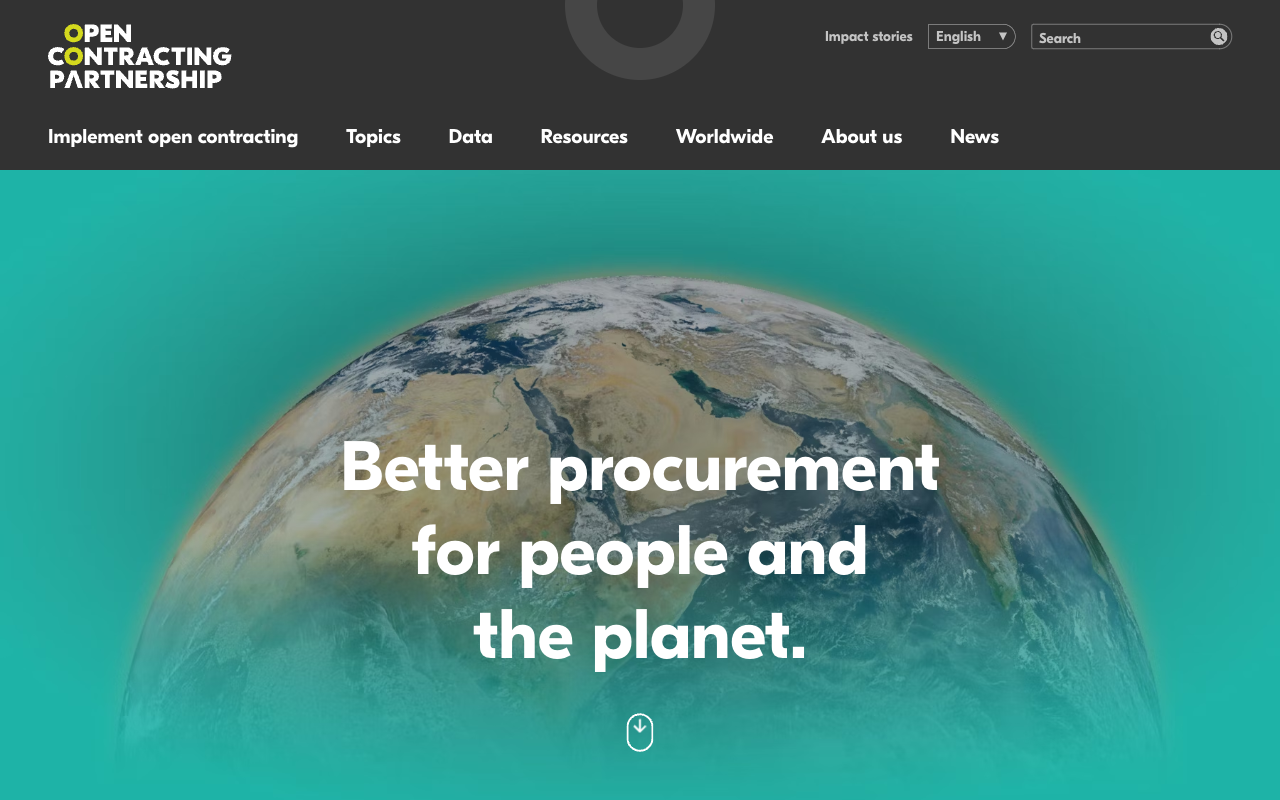 OPEN
CONTRACTING
PARTNERSHIP
Impact stories
English
Search
Implement open contracting
Topics
Data
Resources
Worldwide
About us
News
Better procurement
for people and
the planet.